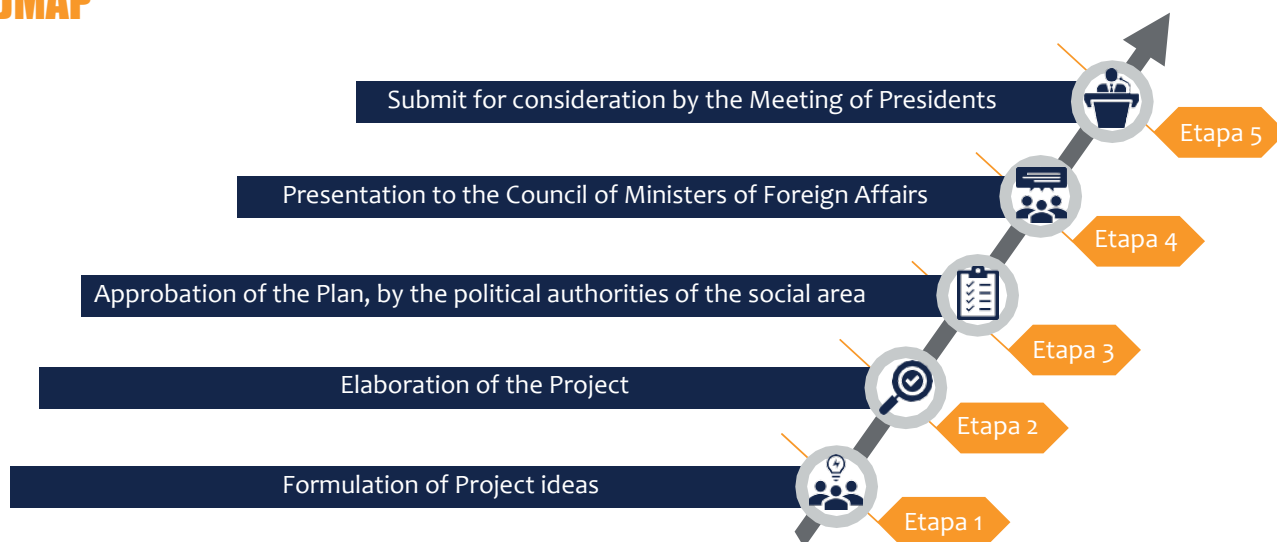 Submit for consideration by the Meeting of Presidents
Etapa 5
Presentation to the Council of Ministers of Foreign Affairs
Etapa 4
Approbation of the Plan, by the political authorities of the social area
Etapa 3
Elaboration of the Project
Etapa 2
Formulation of Project ideas
Etapa 1